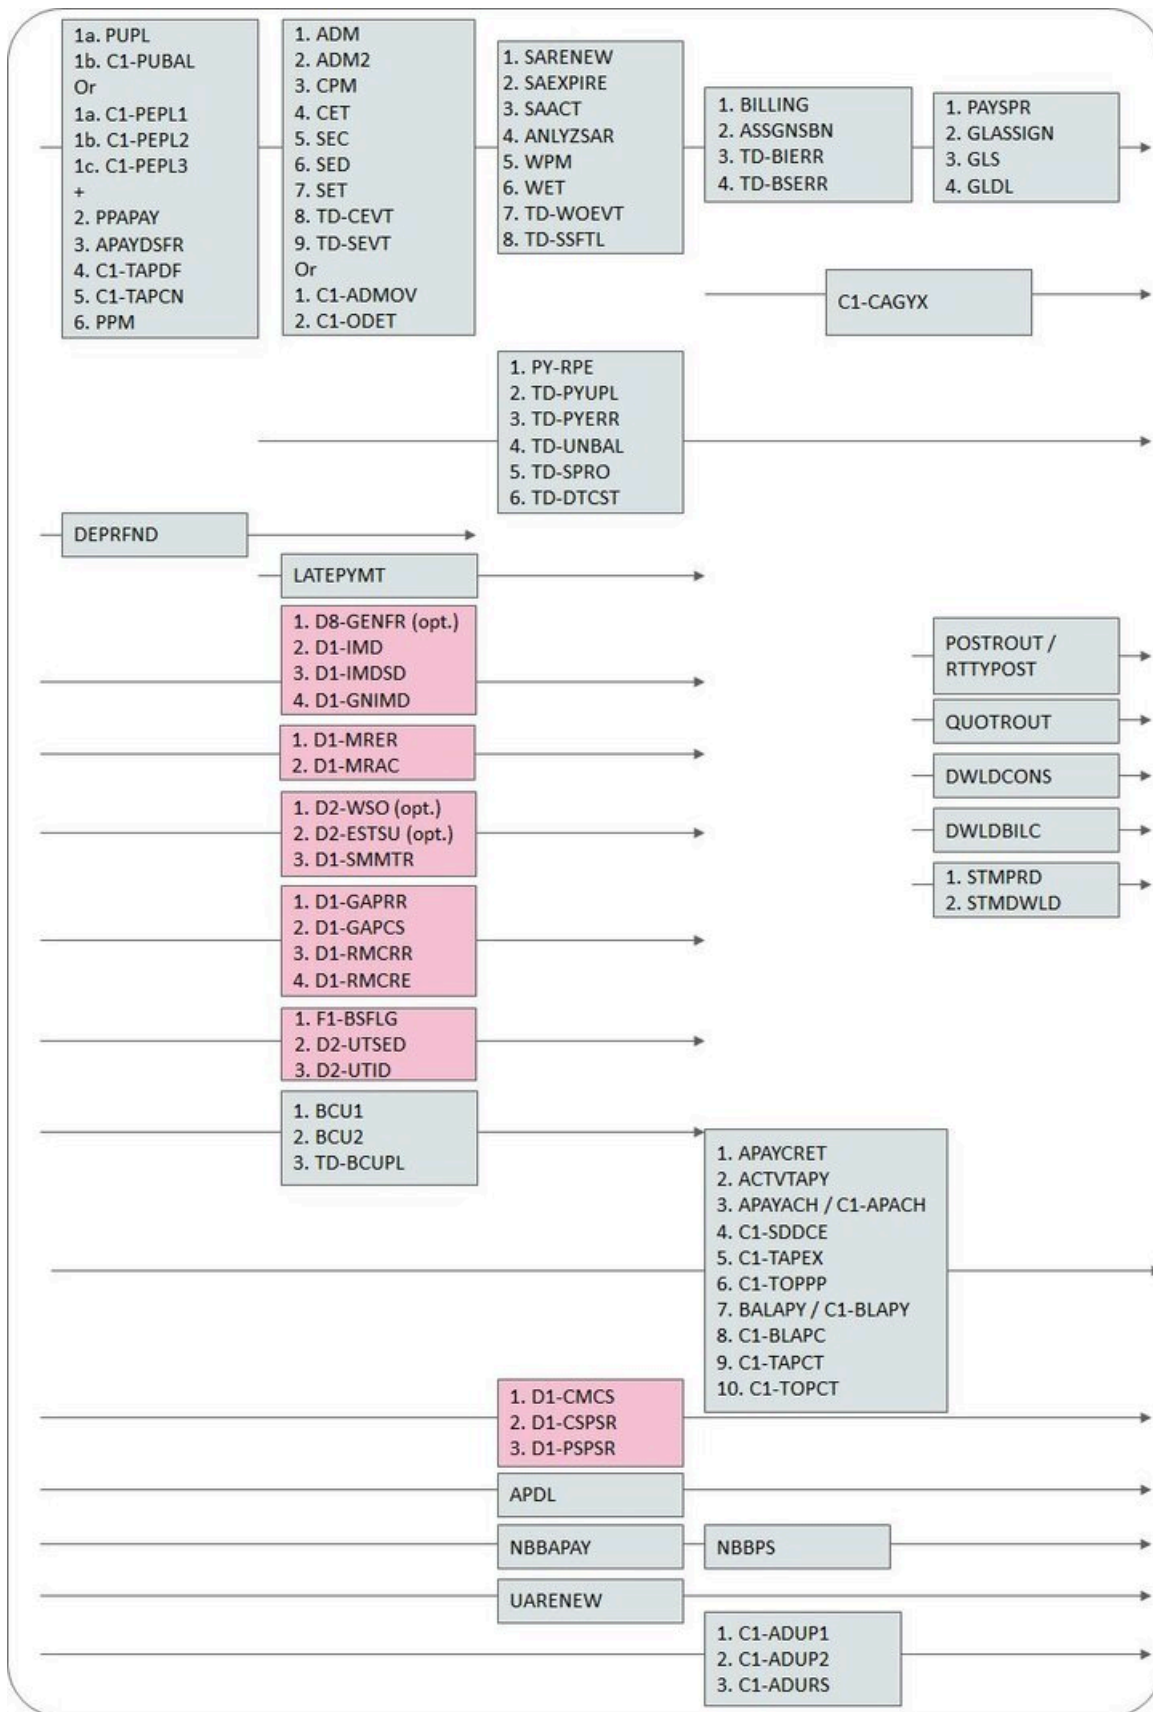 1a. PUPL
1b. C1-PUBAL
Or
1a. C1-PEPL1
1b. C1-PEPL2
1c. C1-PEPL3
+
2. PPAPAY
3. APAYDSFR
4. C1-TAPDF
5. C1-TAPCN
6. PPM
1. ADM
2. ADM2
3. CPM
4. CET
5. SEC
6. SED
7. SET
8. TD-CEVT
9. TD-SEVT
Or
1. C1-ADMOV
2. C1-ODET
1. SARENEW
2. SAEXPIRE
3. SAACT
4. ANLYZSAR
5. WPM
6. WET
7. TD-WOEVT
8. TD-SSFTL
1. BILLING
2. ASSGNSBN
3. TD-BIERR
4. TD-BSERR
1. PAYSPR
2. GLASSIGN
3. GLS
4. GLDL
C1-CAGYX
1. PY-RPE
2. TD-PYUPL
3. TD-PYERR
4. TD-UNBAL
5. TD-SPRO
6. TD-DTCST
DEPRFND
LATEPYMT
1. D8-GENFR (opt.)
2. D1-IMD
3. D1-IMDSD
4. D1-GNIMD
POSTROUT /
RTTYPOST
QUOTROUT
1. D1-MRER
2. D1-MRAC
DWLDCONS
1. D2-WSO (opt.)
2. D2-ESTSU (opt.)
3. D1-SMMTR
DWLDBILC
1. STMPRD
2. STMDWLD
1. D1-GAPRR
2. D1-GAPCS
3. D1-RMCRR
4. D1-RMCRE
1. F1-BSFLG
2. D2-UTSED
3. D2-UTID
1. BCU1
2. BCU2
3. TD-BCUPL
1. APAYCRET
2. ACTVTAPY
3. APAYACH / C1-APACH
4. C1-SDDCE
5. C1-TAPEX
6. C1-TOPPP
7. BALAPY / C1-BLAPY
8. C1-BLAPC
9. C1-TAPCT
10. C1-TOPCT
1. D1-CMCS
2. D1-CSPSR
3. D1-PSPSR
APDL
NBBAPAY
NBBPS
UARENEW
1. C1-ADUP1
2. C1-ADUP2
3. C1-ADURS